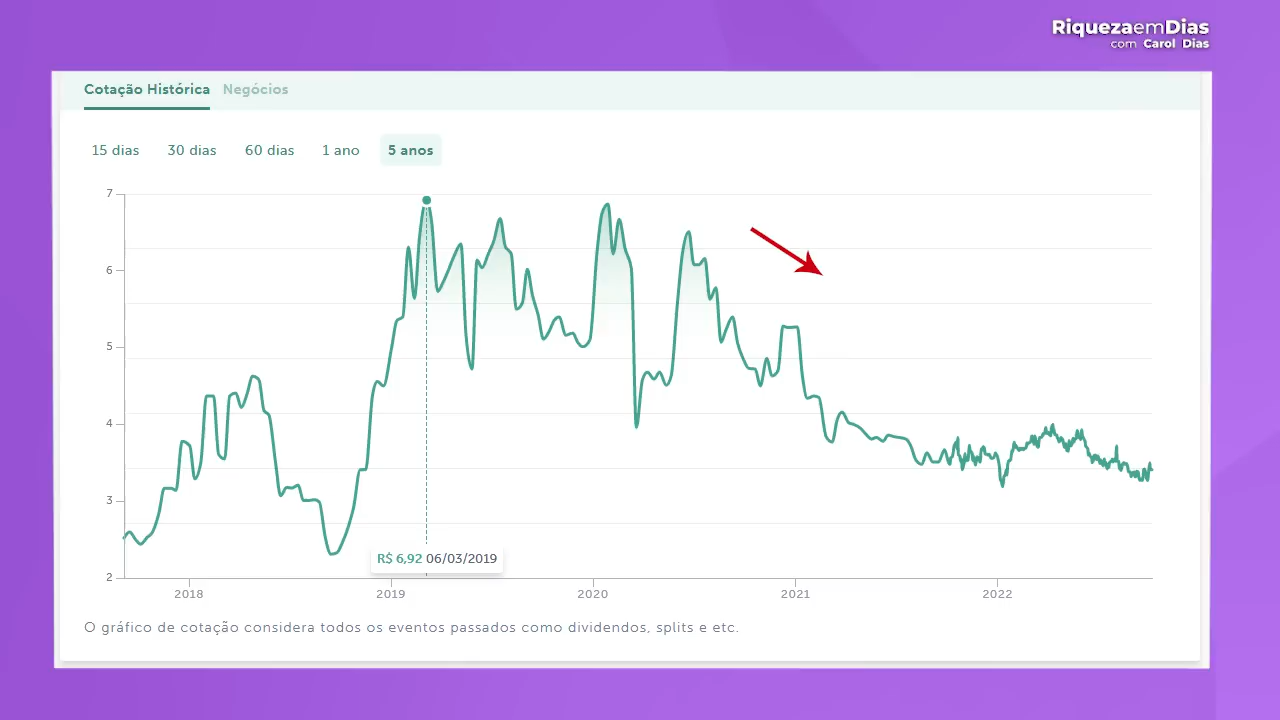 RiquezaemDias
com Carol Dias
Cotação Histórica Negócios
15 dias 30 dias 60 dias 1 ano 5 anos
7
6
5
4
3
2
R$ 6,92 06/03/2019
2018 2019 2020 2021 2022
O gráfico de cotação considera todos os eventos passados como dividendos, splits e etc.